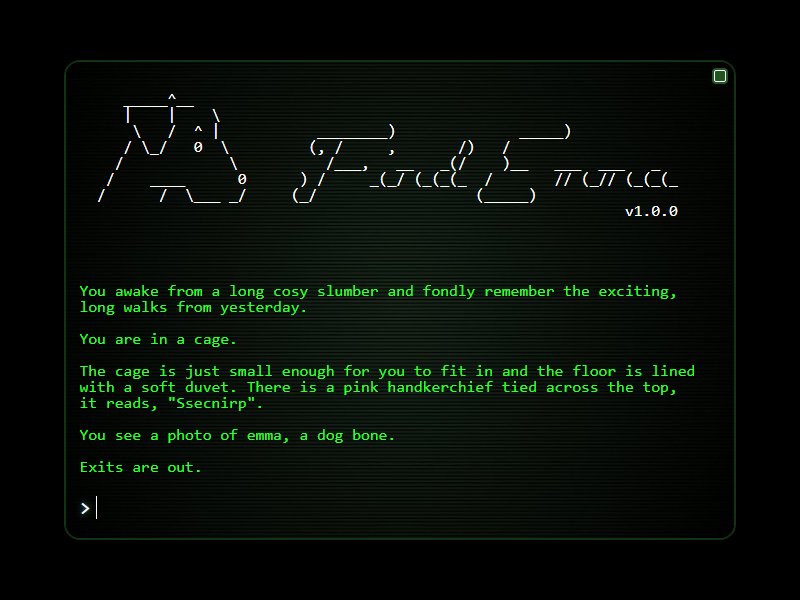 Find Emma
v1.0.0
You awake from a long cosy slumber and fondly remember the exciting,
long walks from yesterday.
You are in a cage.
The cage is just small enough for you to fit in and the floor is lined
with a soft duvet. There is a pink handkerchief tied across the top,
it reads, "Ssecnirp".
You see a photo of emma, a dog bone.
Exits are out.
>